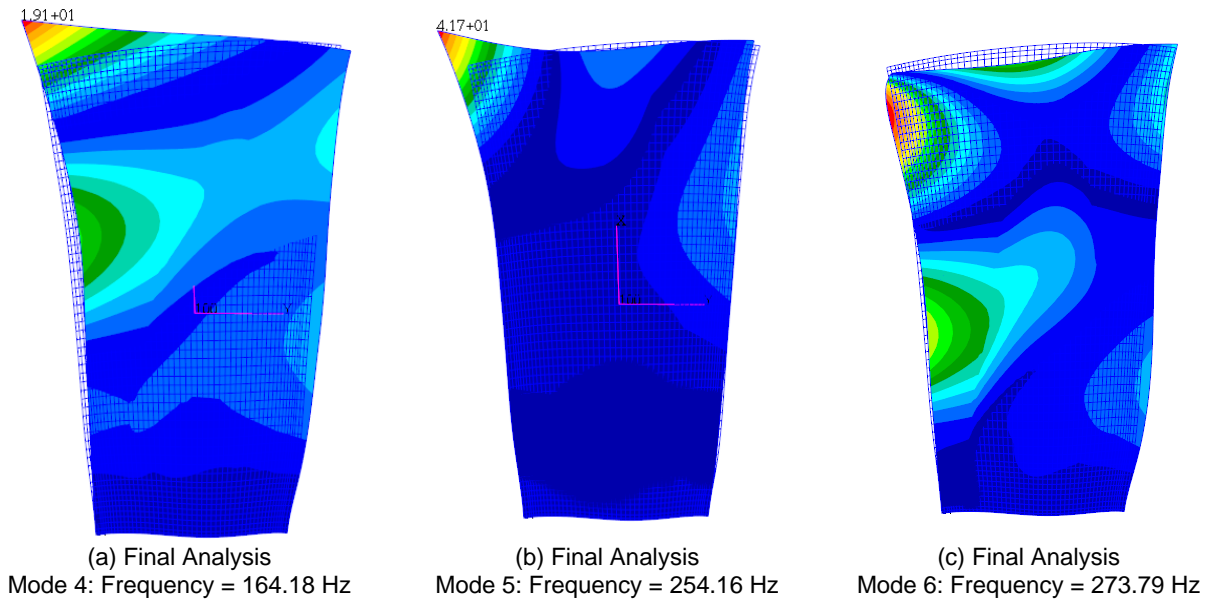 1.91+01
4.17+01
Y
(a) Final Analysis
Mode 4: Frequency = 164.18 Hz
(b) Final Analysis
Mode 5: Frequency = 254.16 Hz
(c) Final Analysis
Mode 6: Frequency = 273.79 Hz